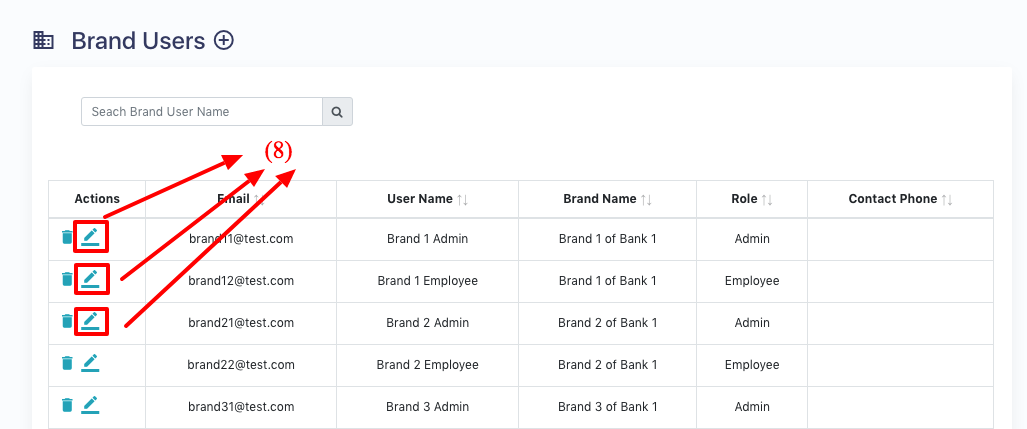 Brand Users
Seach Brand User Name
(8)
Actions Email User Name Brand Name Role Contact Phone
brand11@test.com Brand 1 Admin Brand 1 of Bank 1 Admin
brand12@test.com Brand 1 Employee Brand 1 of Bank 1 Employee
brand21@test.com Brand 2 Admin Brand 2 of Bank 1 Admin
brand22@test.com Brand 2 Employee Brand 2 of Bank 1 Employee
brand31@test.com Brand 3 Admin Brand 3 of Bank 1 Admin